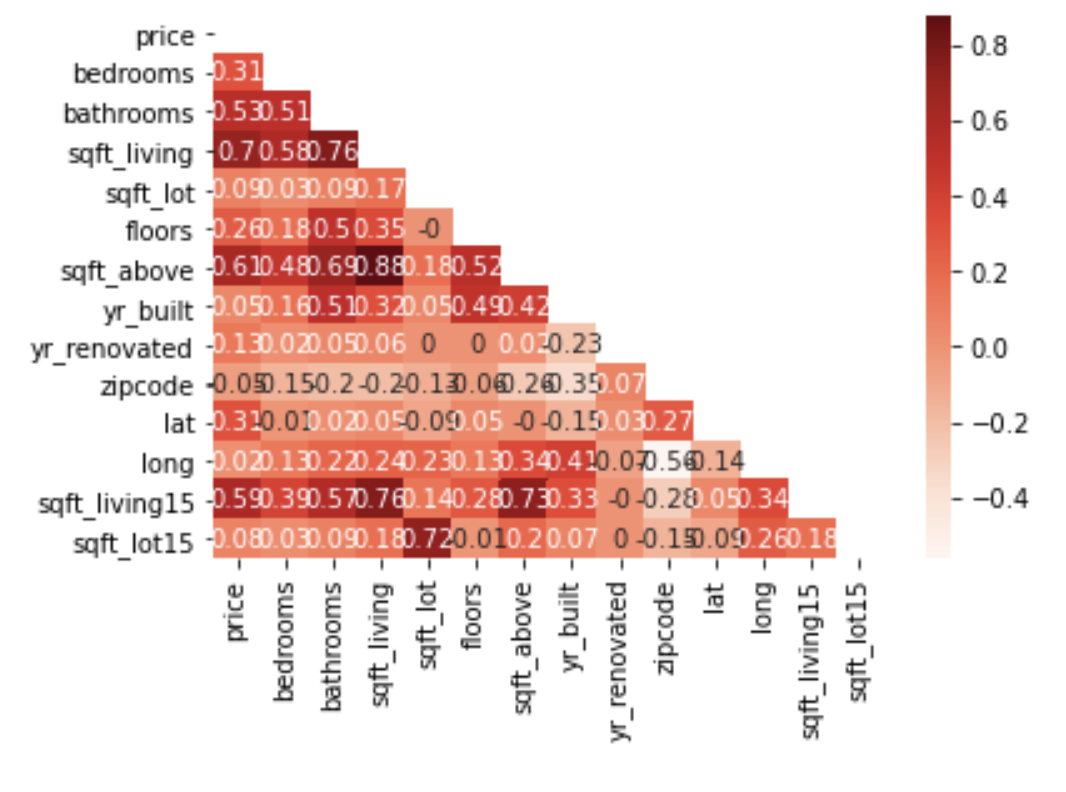 price
bedrooms 0.31
bathrooms 0.53 0.51
sqft_living 0.7 0.58 0.76
sqft_lot 0.09 0.03 0.09 0.17
floors 0.26 0.18 0.5 0.35 -0
sqft_above 0.61 0.48 0.69 0.88 0.18 0.52
yr_built 0.05 0.16 0.51 0.32 0.05 0.49 0.42
yr_renovated 0.13 0.02 0.05 0.06 0 0 0.02 -0.23
zipcode -0.05 -0.15 -0.2 -0.2 -0.13 -0.06 -0.26 -0.35 0.07
lat 0.31 -0.01 0.02 0.05 -0.09 0.05 -0 -0.15 0.03 0.27
long 0.02 0.13 0.22 0.24 0.23 0.13 0.34 0.41 -0.07 -0.56 -0.14
sqft_living15 0.59 0.39 0.57 0.76 0.14 0.28 0.73 0.33 -0 -0.28 0.05 0.34
sqft_lot15 0.08 0.03 0.09 0.18 0.72 -0.01 0.2 0.07 0 -0.15 -0.09 0.26 0.18
price bedrooms bathrooms sqft_living sqft_lot floors sqft_above yr_built yr_renovated zipcode lat long sqft_living15 sqft_lot15
0.8
0.6
0.4
0.2
0.0
−0.2
−0.4